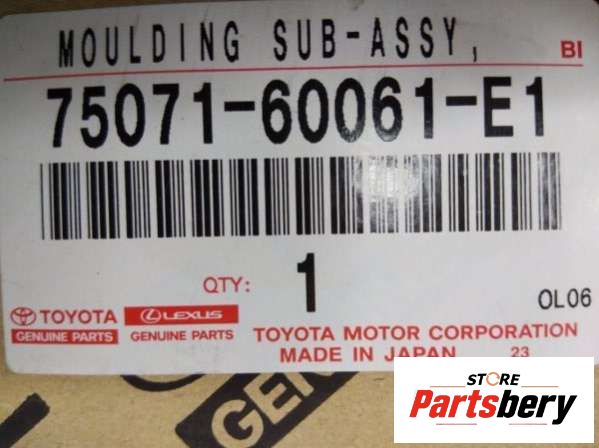 MOULDING SUB-ASSY, BI
75071-60061-E1
QTY: 1
OL06
TOYOTA LEXUS
GENUINE PARTS GENUINE PARTS
TOYOTA MOTOR CORPORATION
MADE IN JAPAN 23
STORE
Partsbery